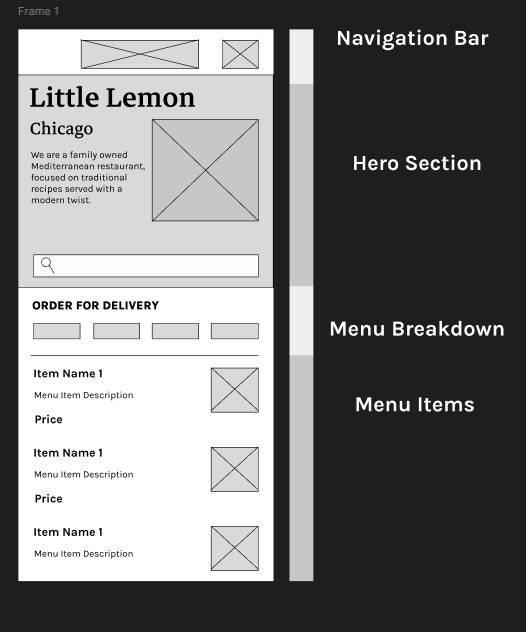 Frame 1
Navigation Bar
Little Lemon
Chicago
We are a family owned
Mediterranean restaurant,
focused on traditional
recipes served with a
modern twist.
Hero Section
ORDER FOR DELIVERY
Menu Breakdown
Item Name 1
Menu Item Description
Price
Menu Items
Item Name 1
Menu Item Description
Price
Item Name 1
Menu Item Description